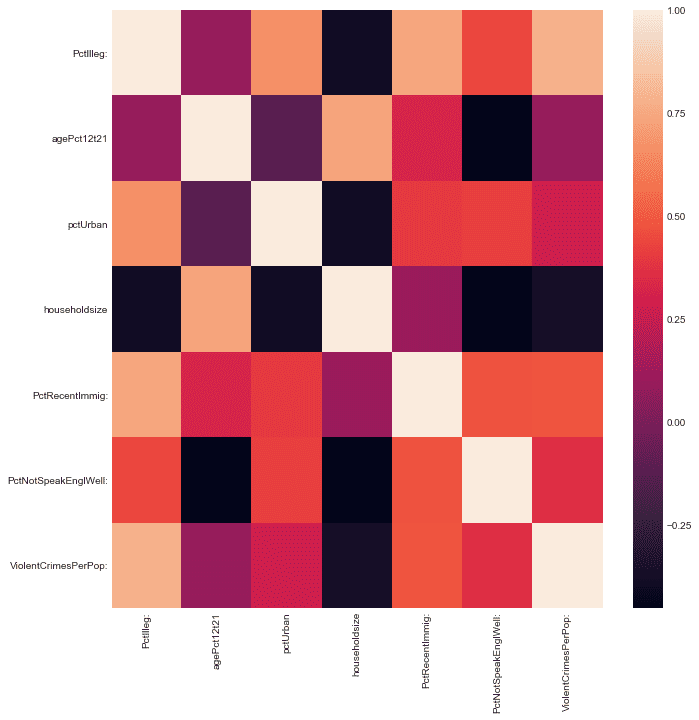 1.00
PctIlleg:
0.75
agePct12t21
0.50
pctUrban
householdsize
0.25
PctRecentImmig:
0.00
PctNotSpeakEnglWell:
−0.25
ViolentCrimesPerPop:
PctIlleg:
agePct12t21
pctUrban
householdsize
PctRecentImmig:
PctNotSpeakEnglWell:
ViolentCrimesPerPop: